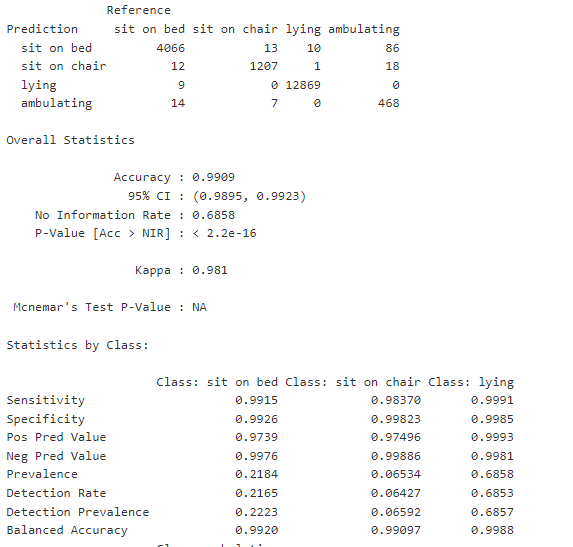 Reference
Prediction sit on bed sit on chair lying ambulating
sit on bed 4066 13 10 86
sit on chair 12 1207 1 18
lying 9 0 12869 0
ambulating 14 7 0 468
Overall Statistics
Accuracy : 0.9909
95% CI : (0.9895, 0.9923)
No Information Rate : 0.6858
P-Value [Acc > NIR] : < 2.2e-16
Kappa : 0.981
Mcnemar's Test P-Value : NA
Statistics by Class:
Class: sit on bed Class: sit on chair Class: lying
Sensitivity 0.9915 0.98370 0.9991
Specificity 0.9926 0.99823 0.9985
Pos Pred Value 0.9739 0.97496 0.9993
Neg Pred Value 0.9976 0.99886 0.9981
Prevalence 0.2184 0.06534 0.6858
Detection Rate 0.2165 0.06427 0.6853
Detection Prevalence 0.2223 0.06592 0.6857
Balanced Accuracy 0.9920 0.99097 0.9988